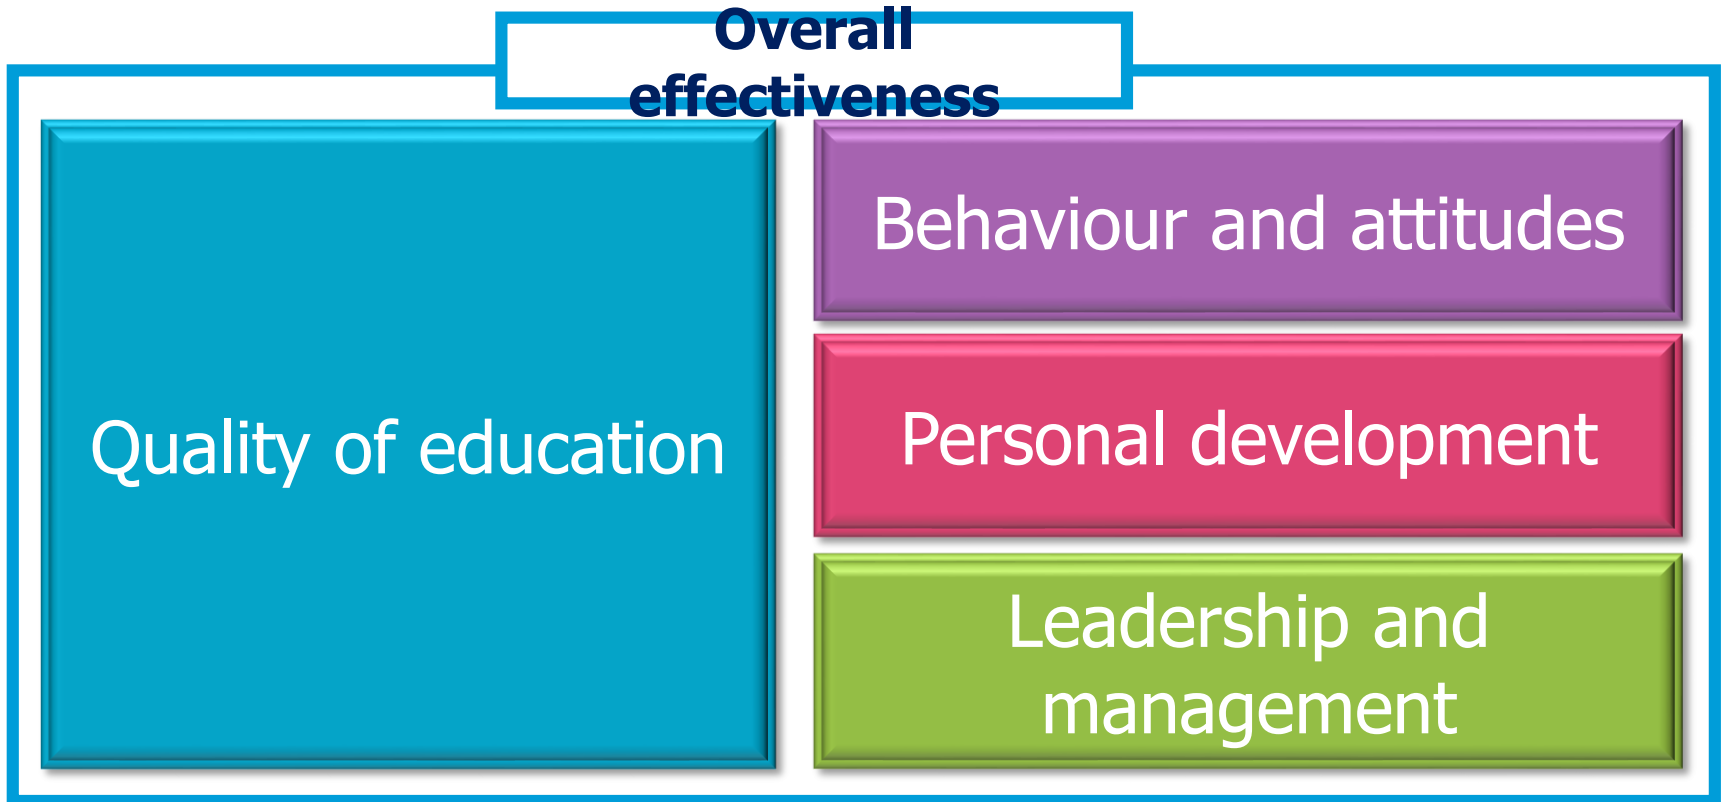 Overall
effectiveness
Quality of education
Behaviour and attitudes
Personal development
Leadership and
management